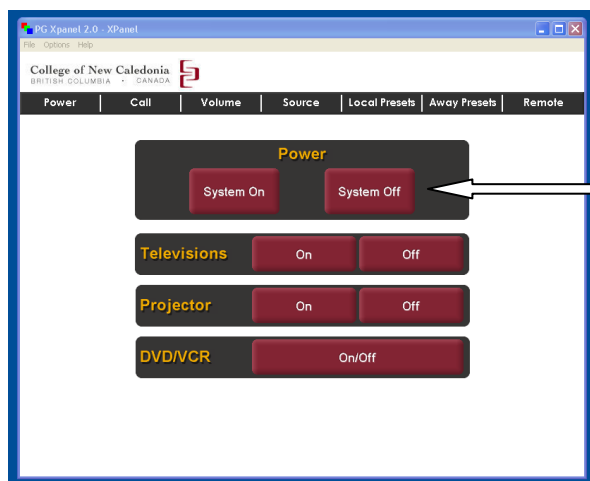 PG Xpanel 2.0 - XPanel
File Options Help
College of New Caledonia
BRITISH COLUMBIA • CANADA
Power Call Volume Source Local Presets Away Presets Remote
Power
System On System Off
Televisions On Off
Projector On Off
DVD/VCR On/Off